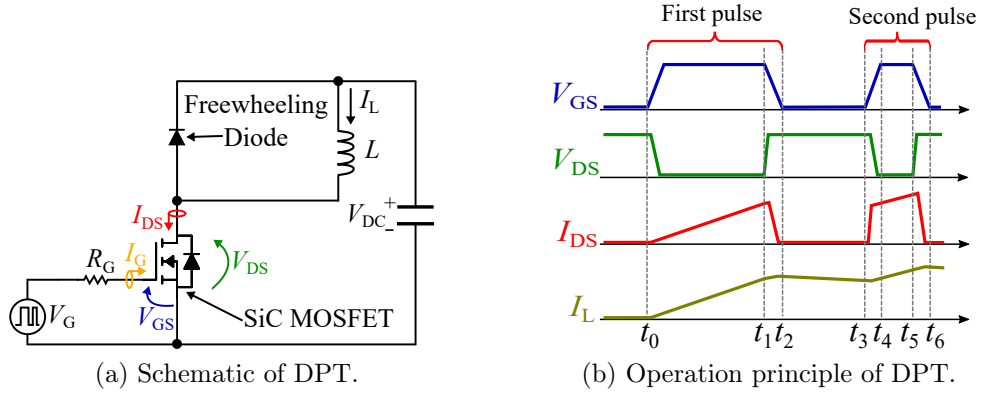 Freewheeling
Diode
I_L
L
V_DC
+
-
I_DS
R_G
I_G
V_DS
V_G
V_GS
SiC MOSFET
(a) Schematic of DPT.
First pulse
Second pulse
V_GS
V_DS
I_DS
I_L
t_0 t_1 t_2 t_3 t_4 t_5 t_6
(b) Operation principle of DPT.